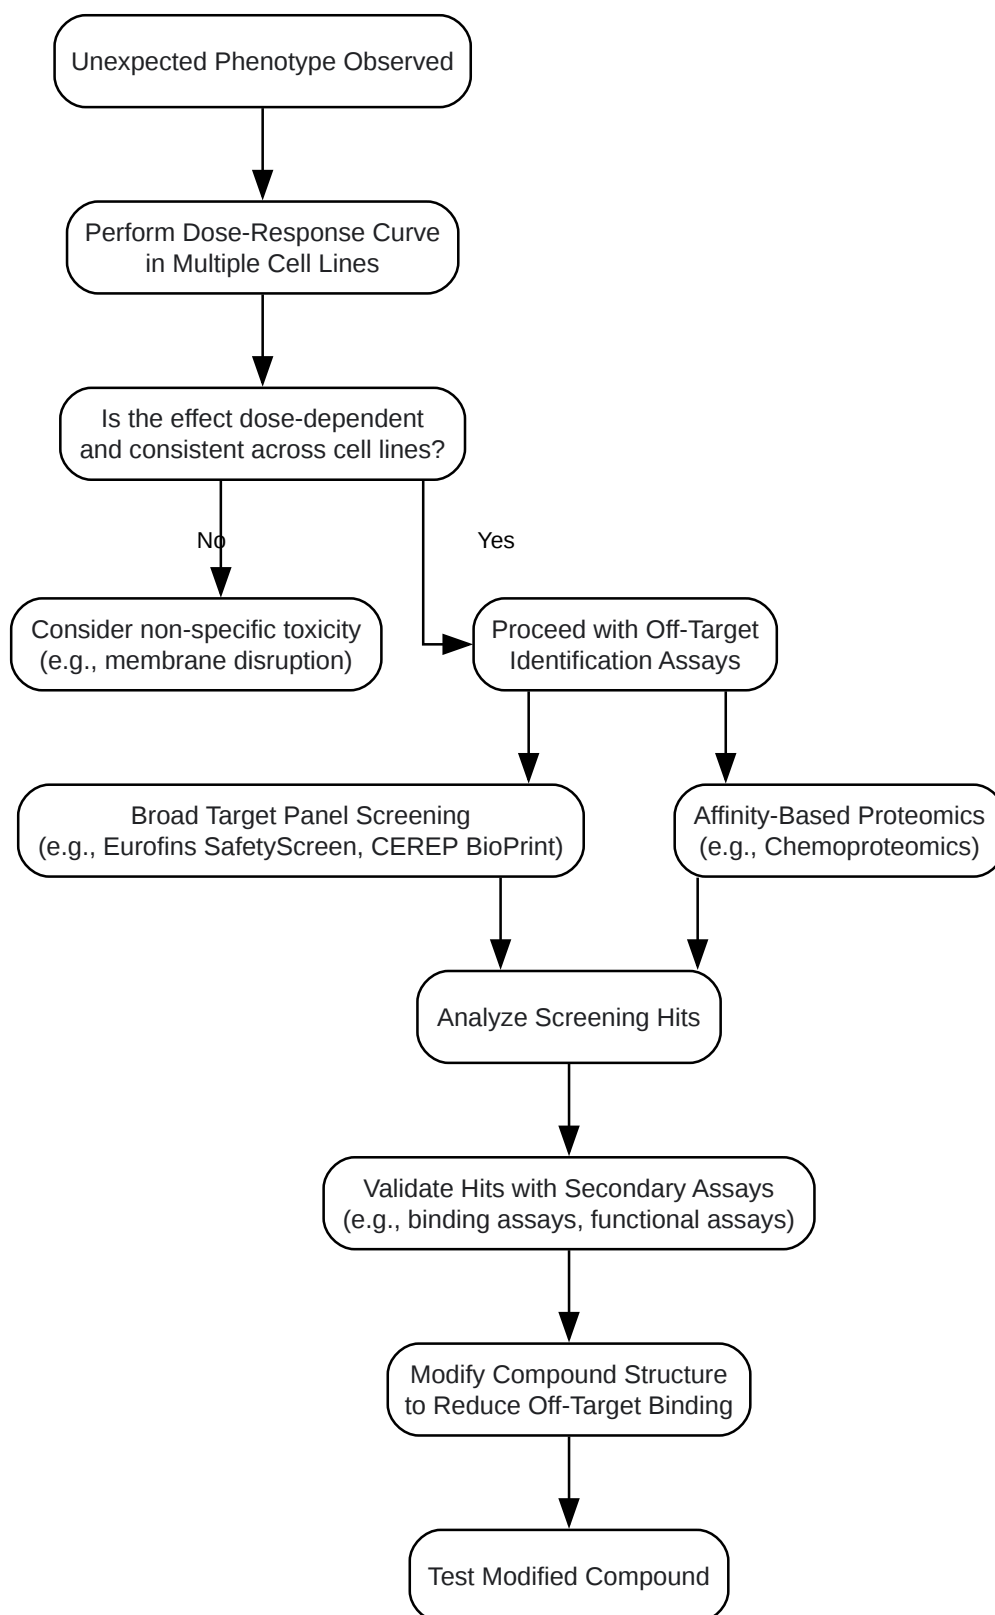 Unexpected Phenotype Observed
Perform Dose-Response Curve
in Multiple Cell Lines
Is the effect dose-dependent
and consistent across cell lines?
No
Yes
Consider non-specific toxicity
(e.g., membrane disruption)
Proceed with Off-Target
Identification Assays
Broad Target Panel Screening
(e.g., Eurofins SafetyScreen, CEREP BioPrint)
Affinity-Based Proteomics
(e.g., Chemoproteomics)
Analyze Screening Hits
Validate Hits with Secondary Assays
(e.g., binding assays, functional assays)
Modify Compound Structure
to Reduce Off-Target Binding
Test Modified Compound